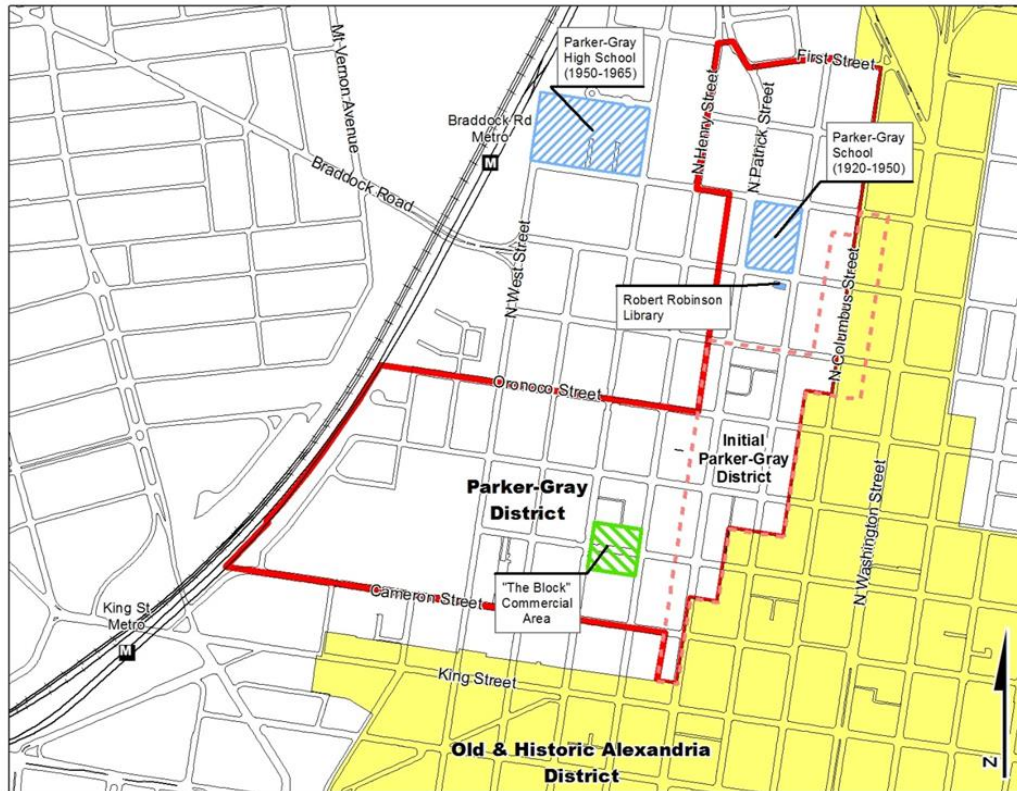 Parker-Gray
High School
(1950-1965)
First Street
Mt-Vernon-Avenue
N Henry Street
N Patrick Street
Braddock Rd
Metro
M
Parker-Gray
School
(1920-1950)
Braddock Road
N West Street
Robert Robinson
Library
N Columbus Street
Oronoco Street
Initial
Parker-Gray
District
Parker-Gray
District
N Washington Street
"The Block"
Commercial
Area
Cameron Street
King St
Metro
M
King Street
Old & Historic Alexandria
District
N